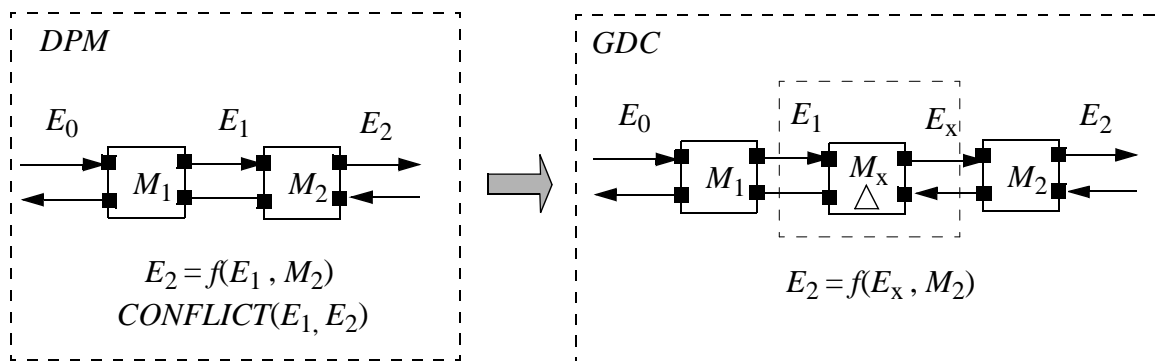 DPM
E0 E1 E2
M1 M2
E2 = f(E1 , M2)
CONFLICT(E1, E2)
GDC
E0 E1 Ex E2
M1 Mx M2
△
E2 = f(Ex , M2)